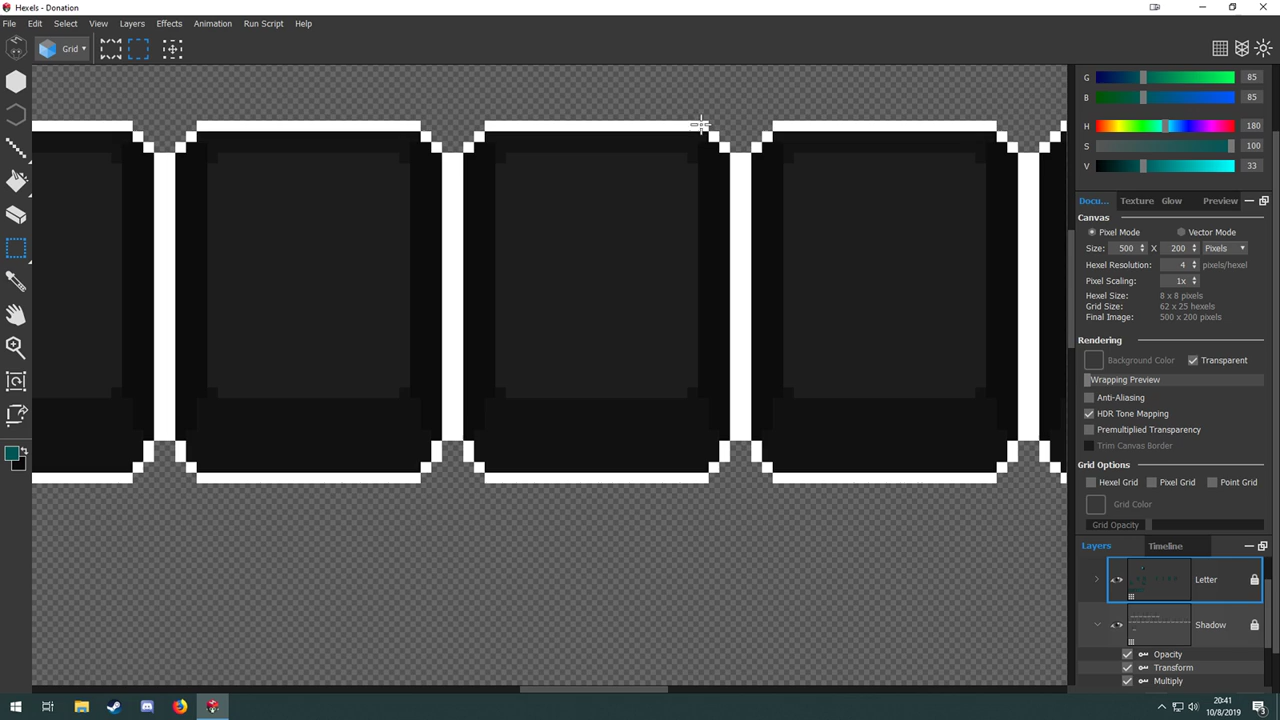 Hexels - Donation
File Edit Select View Layers Effects Animation Run Script Help
Grid
G 85
B 85
H 180
S 100
V 33
Docu... Texture Glow Preview
Canvas
Pixel Mode Vector Mode
Size: 500 X 200 Pixels
Hexel Resolution: 4 pixels/hexel
Pixel Scaling: 1x
Hexel Size: 8 x 8 pixels
Grid Size: 62 x 25 hexels
Final Image: 500 x 200 pixels
Rendering
Background Color Transparent
Wrapping Preview
Anti-Aliasing
HDR Tone Mapping
Premultiplied Transparency
Trim Canvas Border
Grid Options
Hexel Grid Pixel Grid Point Grid
Grid Color
Grid Opacity
Layers Timeline
Letter
Shadow
Opacity
Transform
Multiply
20:41
10/8/2019
3